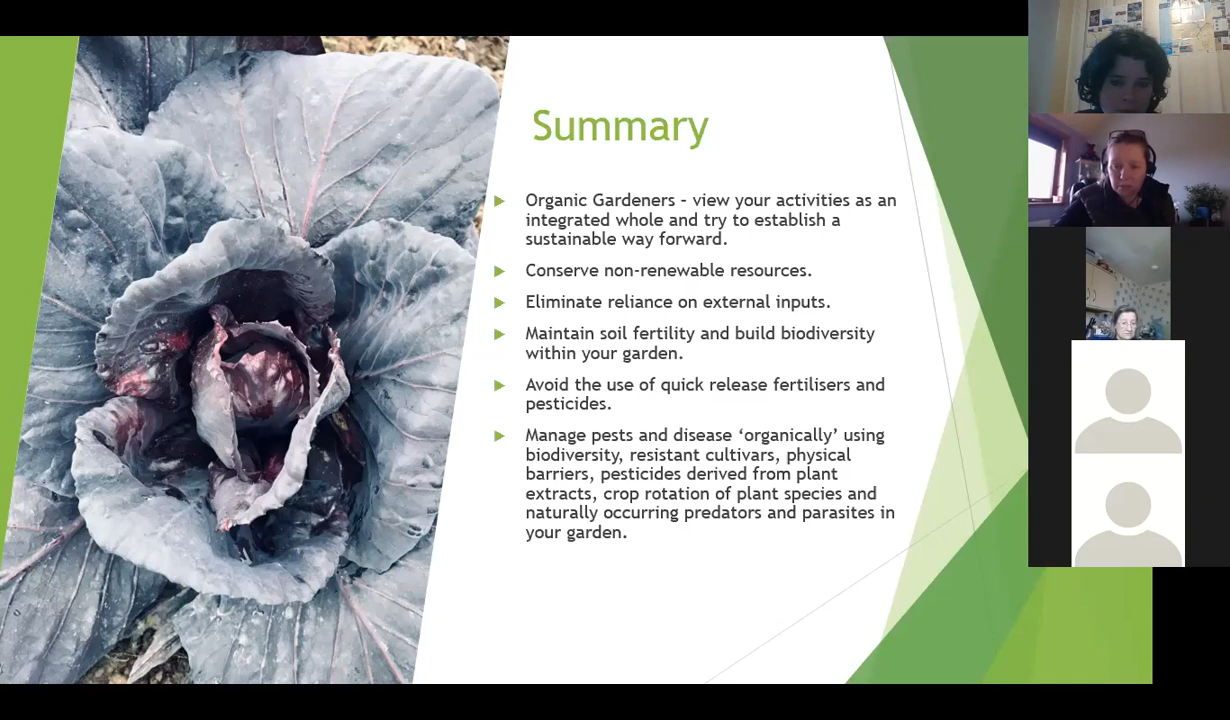 Summary
Organic Gardeners - view your activities as an
integrated whole and try to establish a
sustainable way forward.
Conserve non-renewable resources.
Eliminate reliance on external inputs.
Maintain soil fertility and build biodiversity
within your garden.
Avoid the use of quick release fertilisers and
pesticides.
Manage pests and disease ‘organically’ using
biodiversity, resistant cultivars, physical
barriers, pesticides derived from plant
extracts, crop rotation of plant species and
naturally occurring predators and parasites in
your garden.